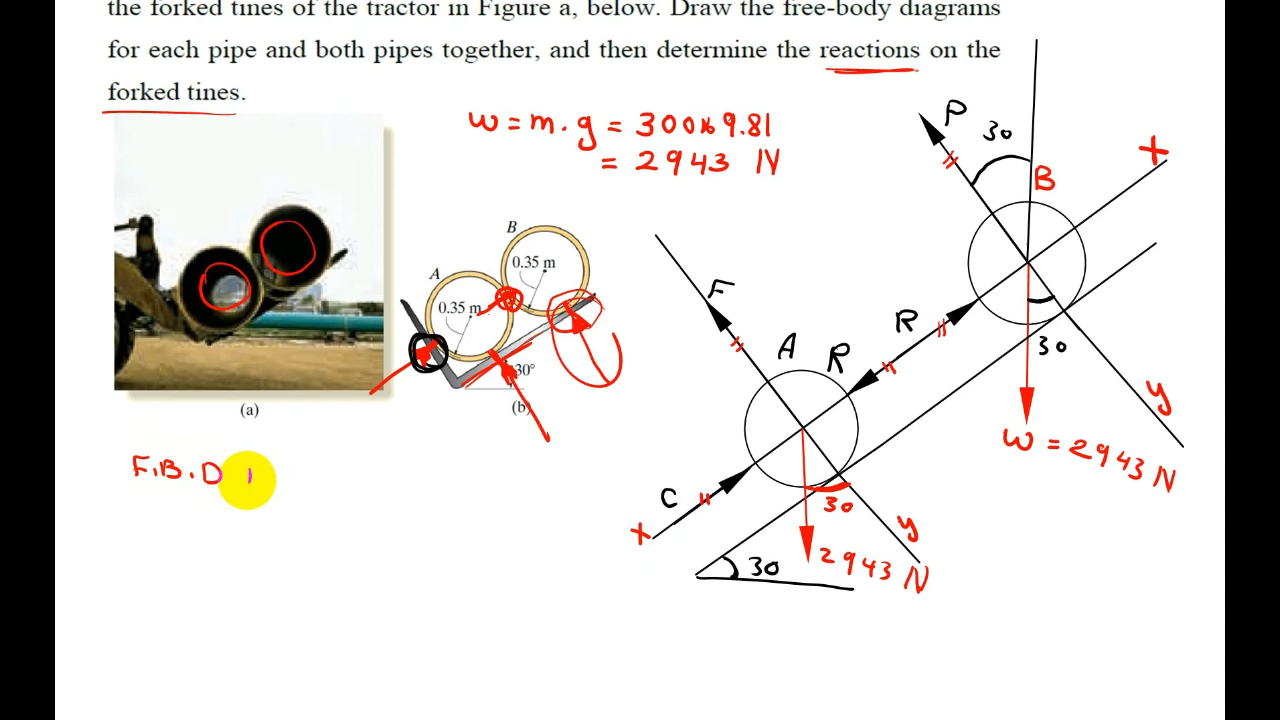 the forked tines of the tractor in Figure a, below. Draw the free-body diagrams
for each pipe and both pipes together, and then determine the reactions on the
forked tines.
w = m.g = 300*9.81
= 2943 N
A
0.35 m
B
0.35 m
30°
(a)
(b)
F.B.D 1
P
30
B
X
F
A
R
R
30
y
w = 2943 N
C
X
30
y
2943 N
30